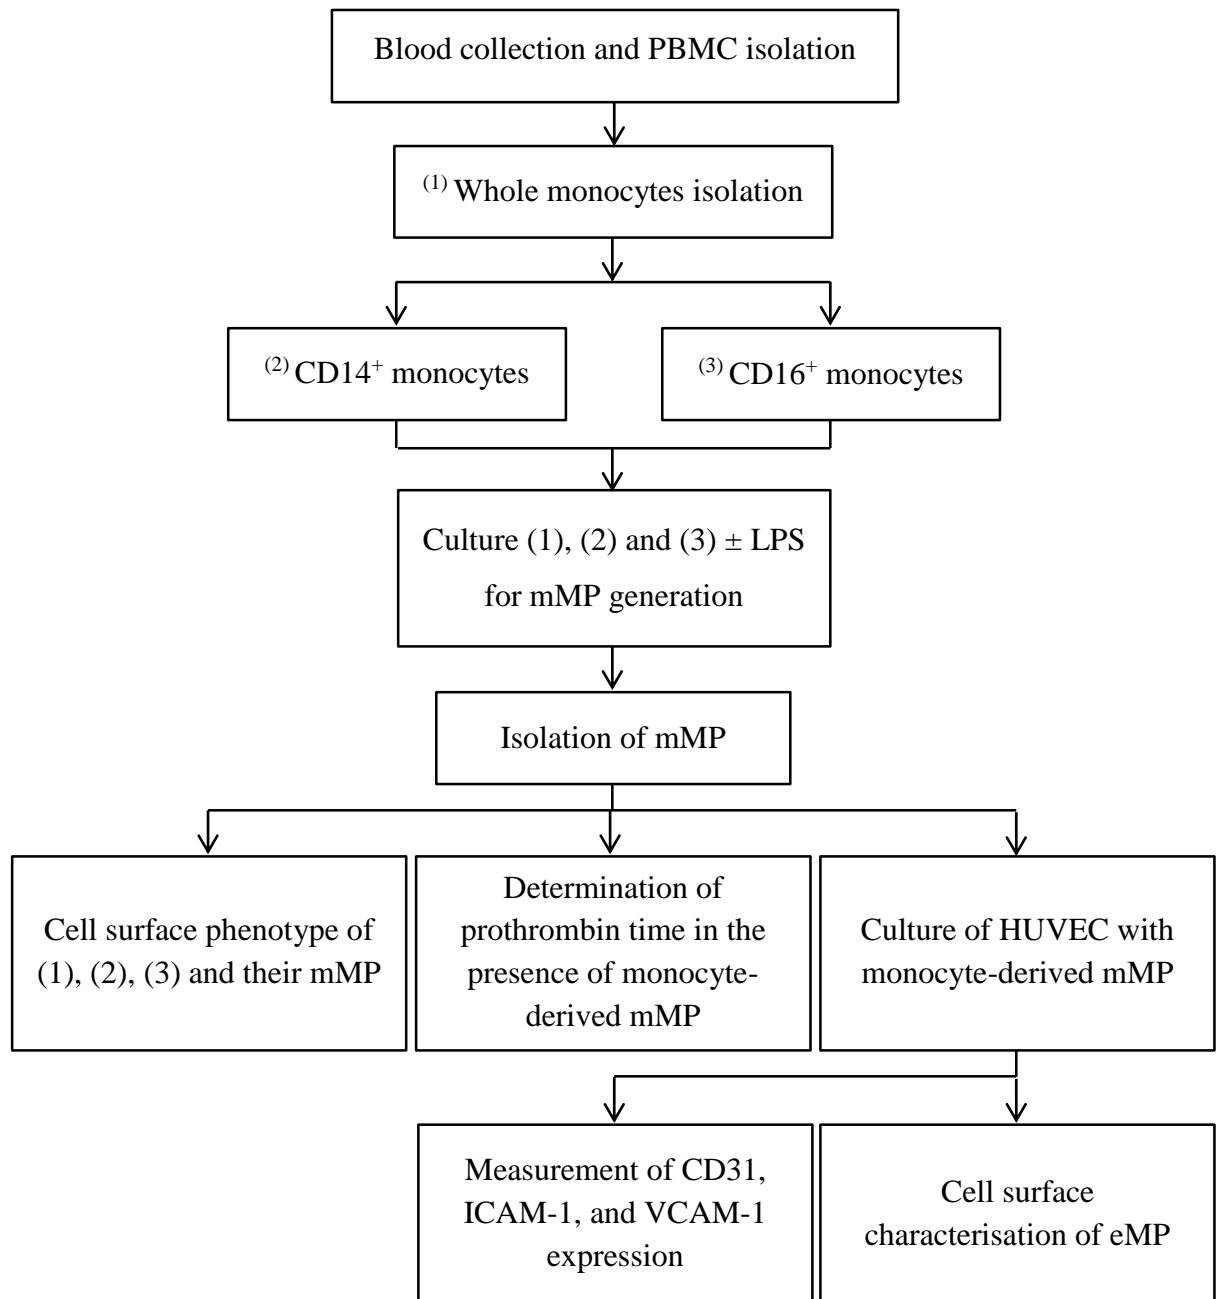 Blood collection and PBMC isolation
(1) Whole monocytes isolation
(2) CD14+ monocytes
(3) CD16+ monocytes
Culture (1), (2) and (3) ± LPS
for mMP generation
Isolation of mMP
Cell surface phenotype of
(1), (2), (3) and their mMP
Determination of
prothrombin time in the
presence of monocyte-
derived mMP
Culture of HUVEC with
monocyte-derived mMP
Measurement of CD31,
ICAM-1, and VCAM-1
expression
Cell surface
characterisation of eMP